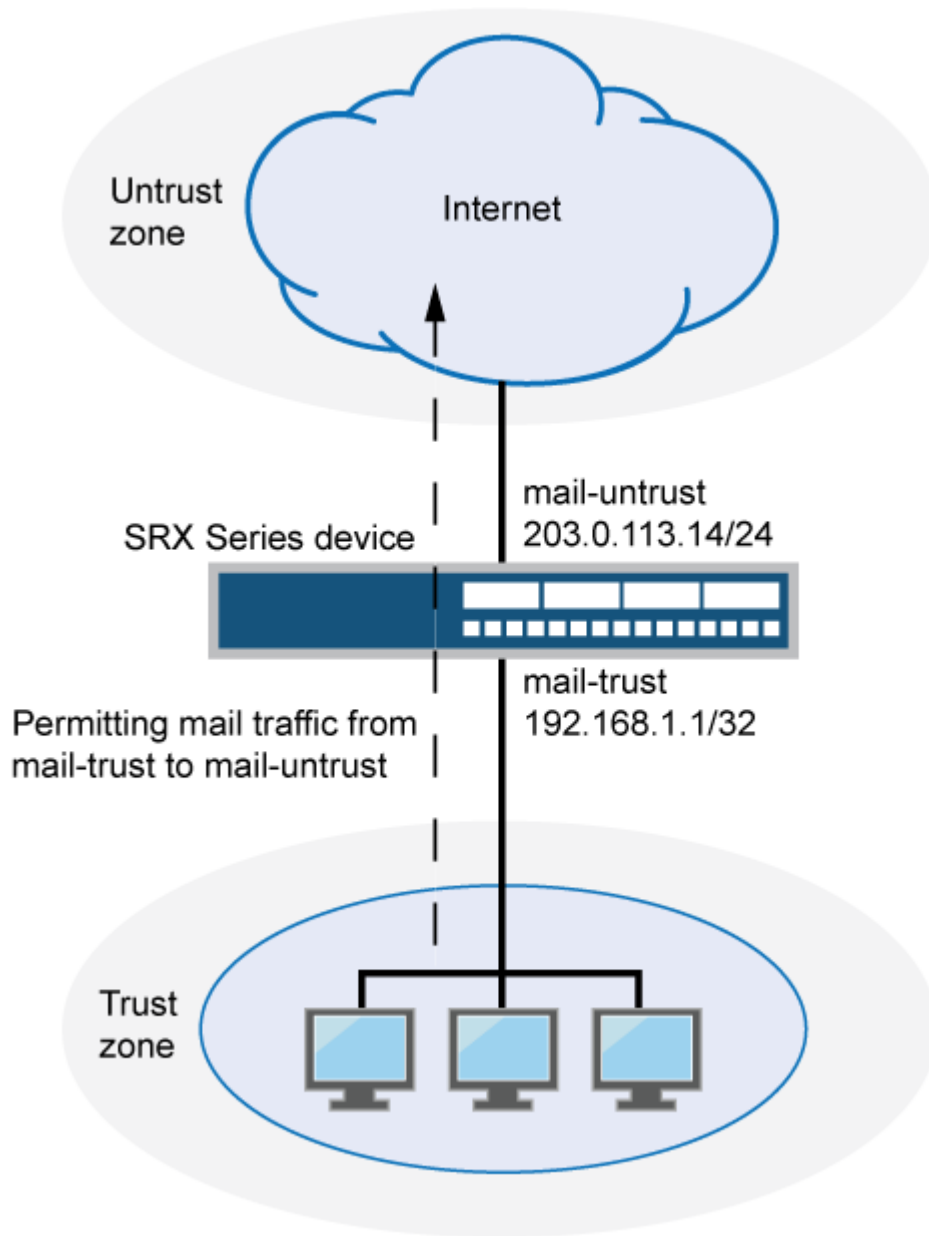 Untrust
zone
Internet
mail-untrust
203.0.113.14/24
SRX Series device
mail-trust
192.168.1.1/32
Permitting mail traffic from
mail-trust to mail-untrust
Trust
zone